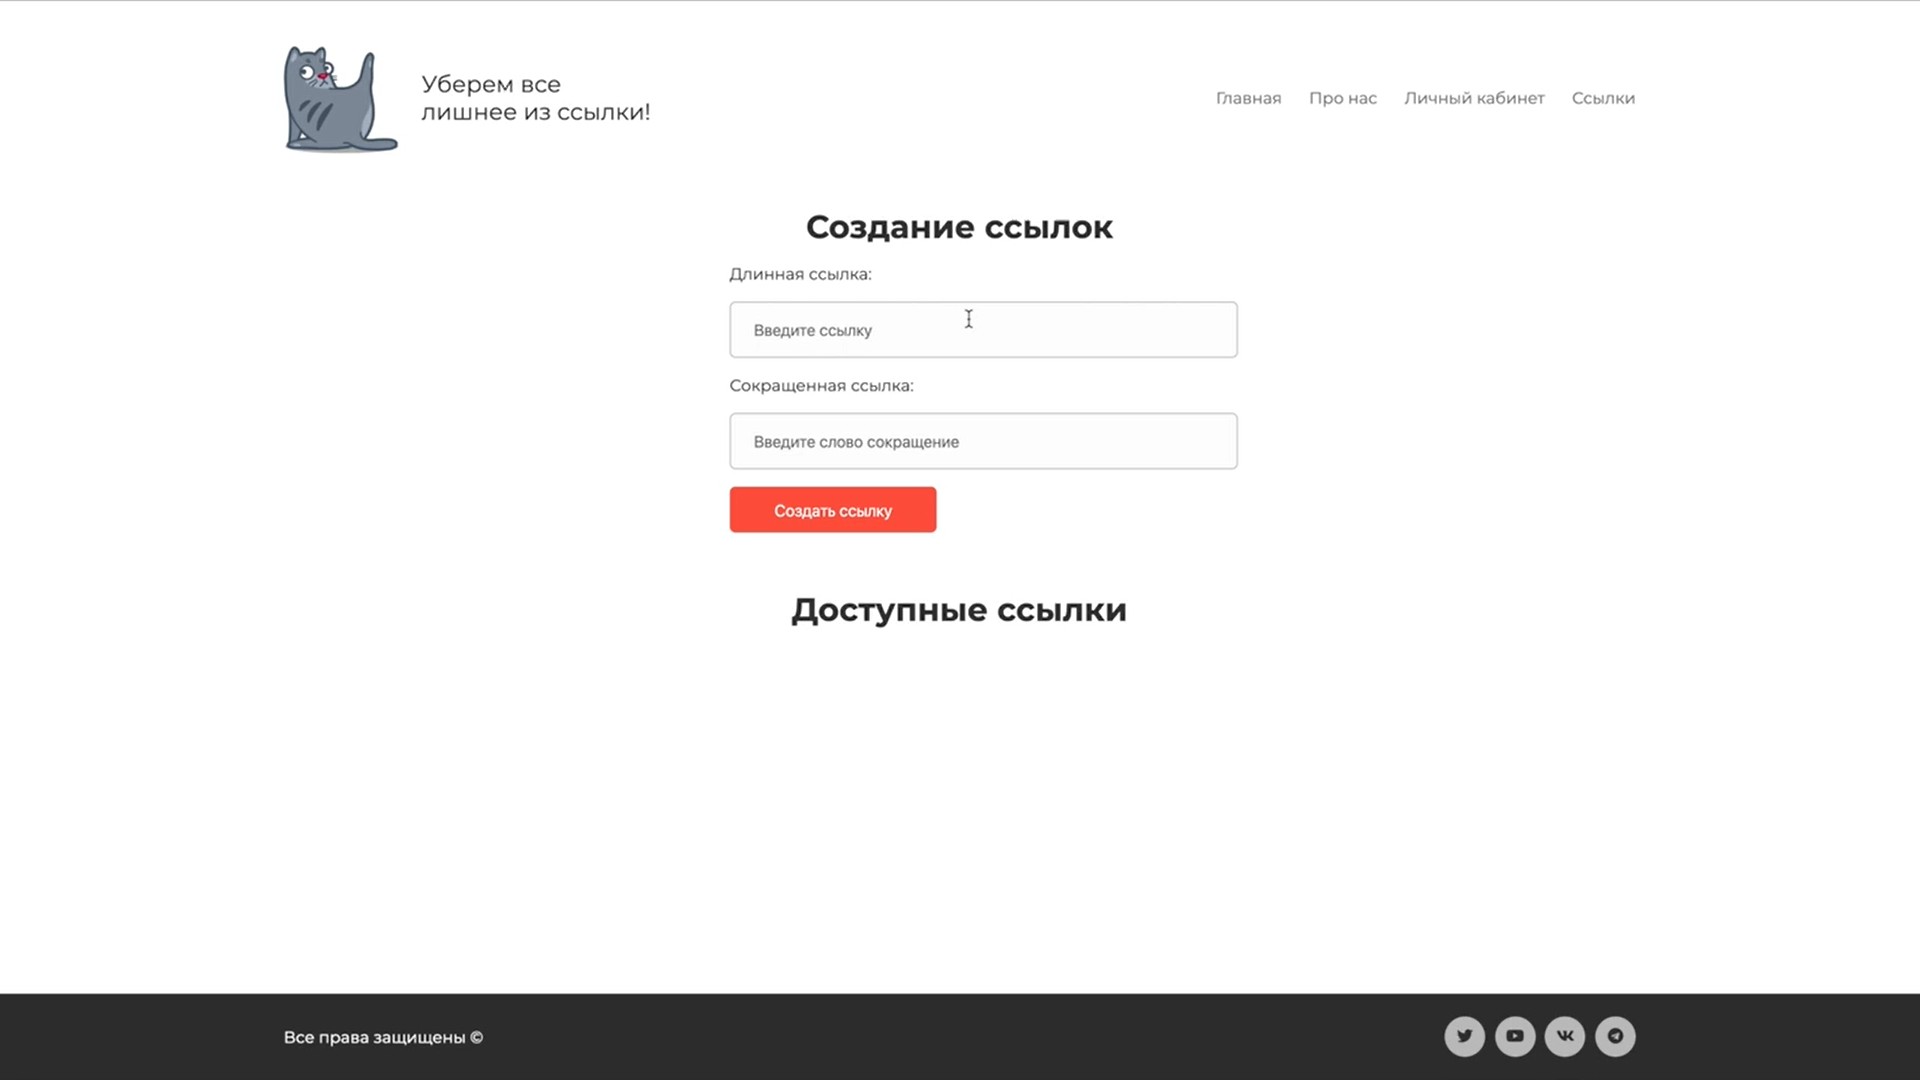 Уберем все
лишнее из ссылки!
Главная Про нас Личный кабинет Ссылки
Создание ссылок
Длинная ссылка:
Введите ссылку
Сокращенная ссылка:
Введите слово сокращение
Создать ссылку
Доступные ссылки
Все права защищены ©